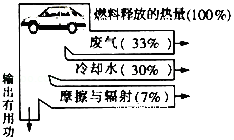 燃料释放的热量(100%)
废气(33%)
冷却水(30%)
摩擦与辐射(7%)
输出有用功